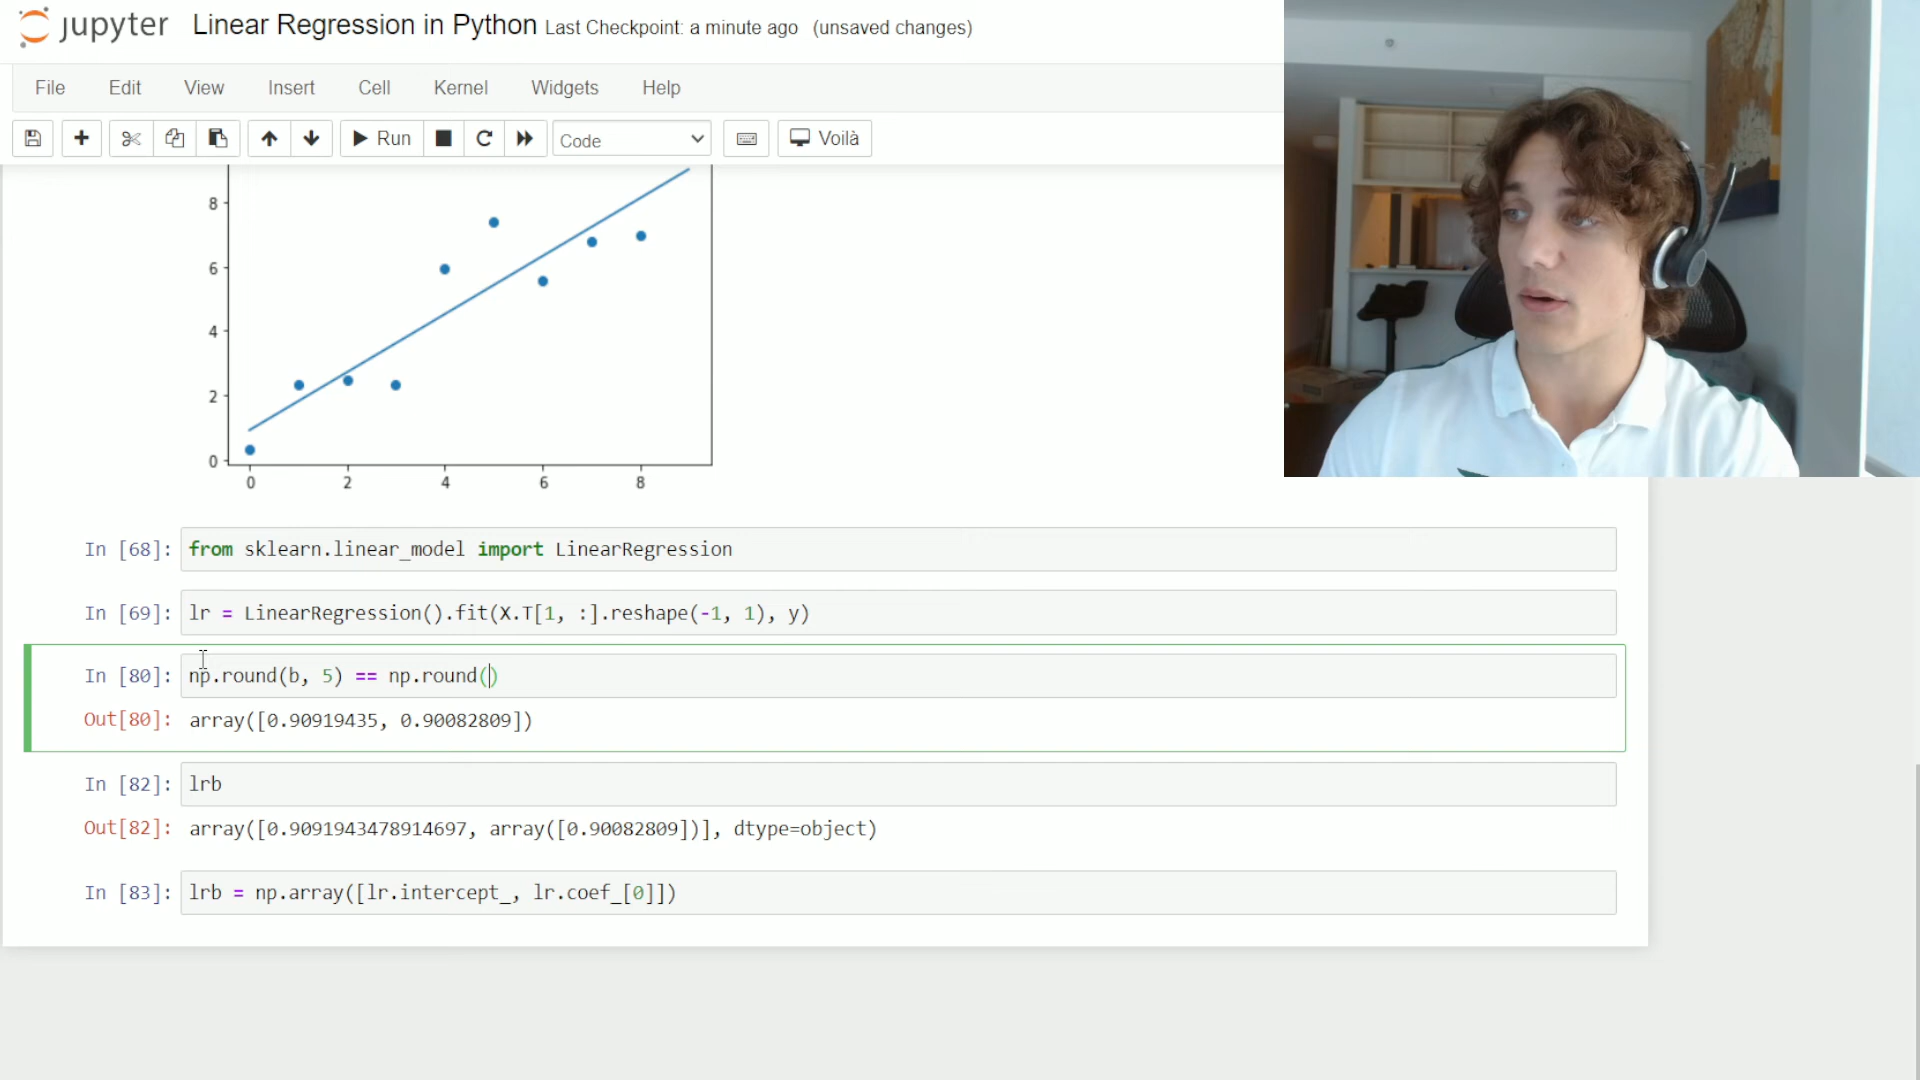 jupyter Linear Regression in Python Last Checkpoint: a minute ago (unsaved changes)
File Edit View Insert Cell Kernel Widgets Help
Run Code Voilà
8
6
4
2
0
0 2 4 6 8
In [68]: from sklearn.linear_model import LinearRegression
In [69]: lr = LinearRegression().fit(X.T[1, :].reshape(-1, 1), y)
In [80]: np.round(b, 5) == np.round()
Out[80]: array([0.90919435, 0.90082809])
In [82]: lrb
Out[82]: array([0.9091943478914697, array([0.90082809])], dtype=object)
In [83]: lrb = np.array([lr.intercept_, lr.coef_[0]])